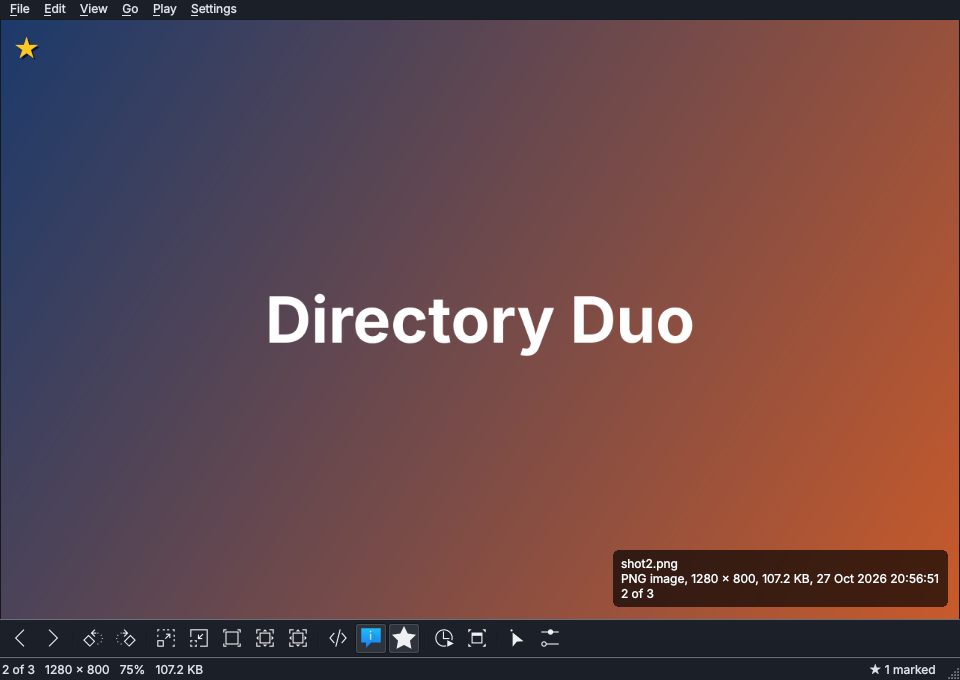 File Edit View Go Play Settings
Directory Duo
shot2.png
PNG image, 1280 × 800, 107.2 KB, 27 Oct 2026 20:56:51
2 of 3
2 of 3 1280 × 800 75% 107.2 KB ★ 1 marked